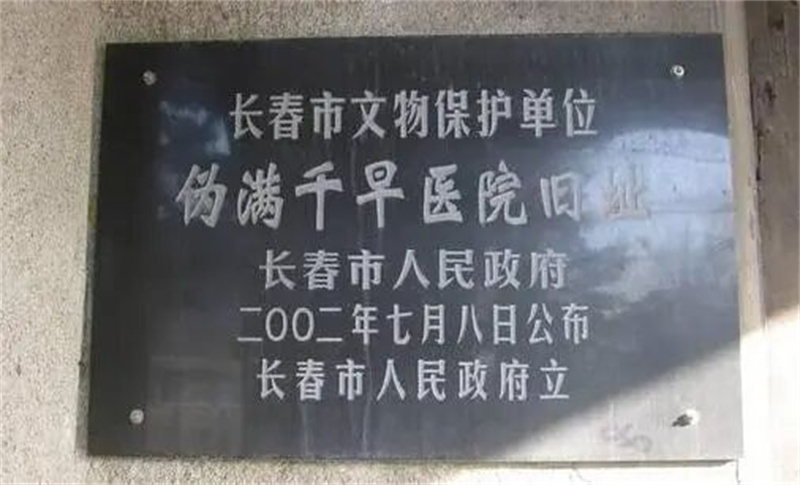 长春市文物保护单位
伪满千早医院旧址
长春市人民政府
二〇〇二年七月八日公布
长春市人民政府立